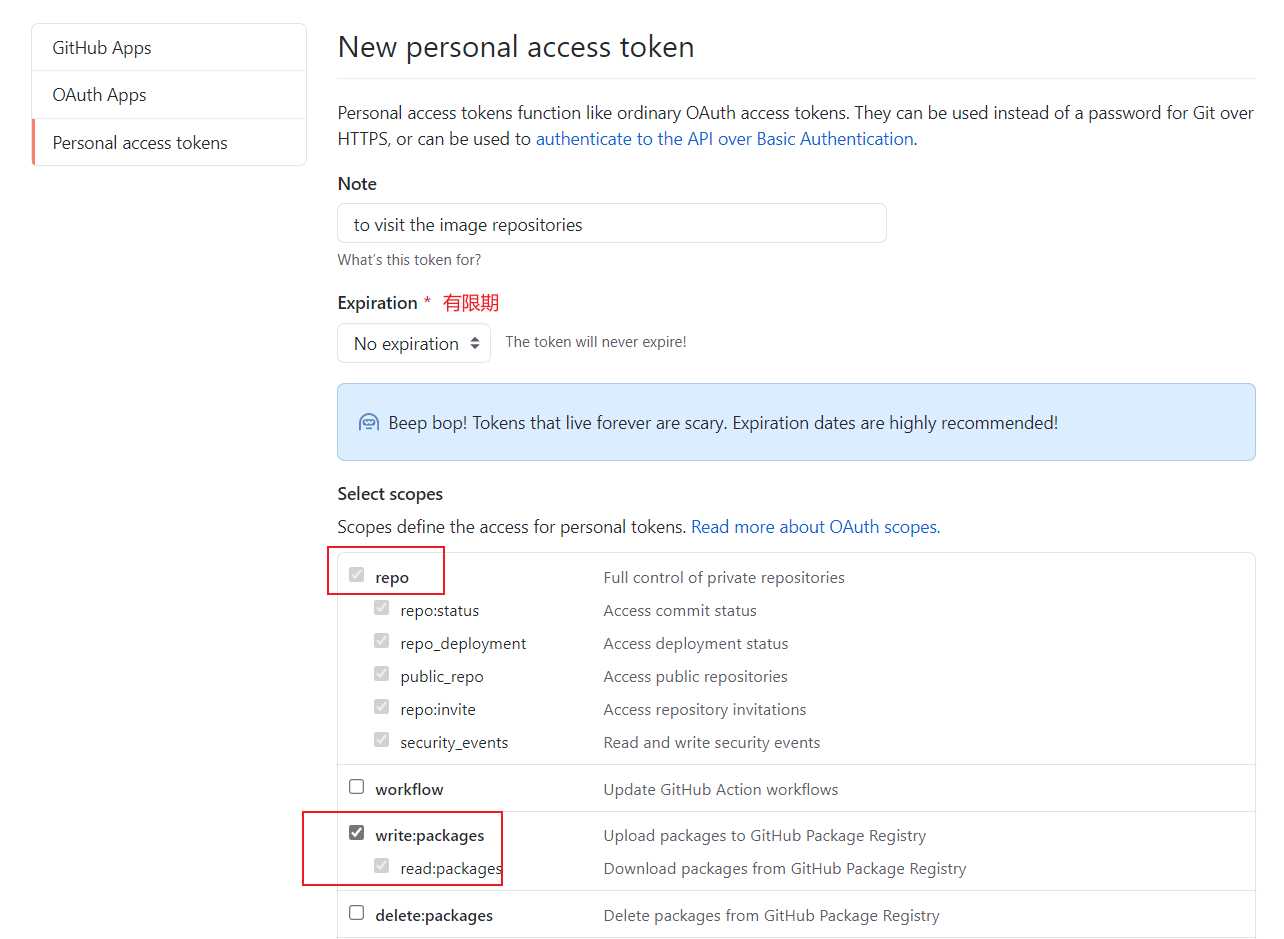 GitHub Apps
OAuth Apps
Personal access tokens
New personal access token
Personal access tokens function like ordinary OAuth access tokens. They can be used instead of a password for Git over
HTTPS, or can be used to authenticate to the API over Basic Authentication.
Note
to visit the image repositories
What's this token for?
Expiration * 有限期
No expiration The token will never expire!
Beep bop! Tokens that live forever are scary. Expiration dates are highly recommended!
Select scopes
Scopes define the access for personal tokens. Read more about OAuth scopes.
repo Full control of private repositories
repo:status Access commit status
repo_deployment Access deployment status
public_repo Access public repositories
repo:invite Access repository invitations
security_events Read and write security events
workflow Update GitHub Action workflows
write:packages Upload packages to GitHub Package Registry
read:packages Download packages from GitHub Package Registry
delete:packages Delete packages from GitHub Package Registry